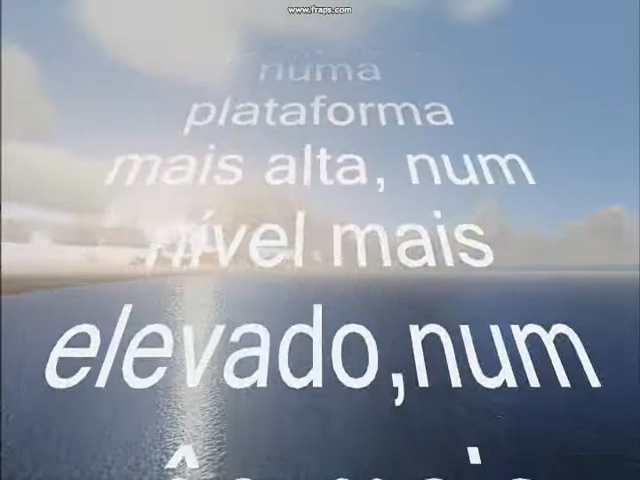 www.fraps.com
numa
plataforma
mais alta, num
nível mais
elevado,num